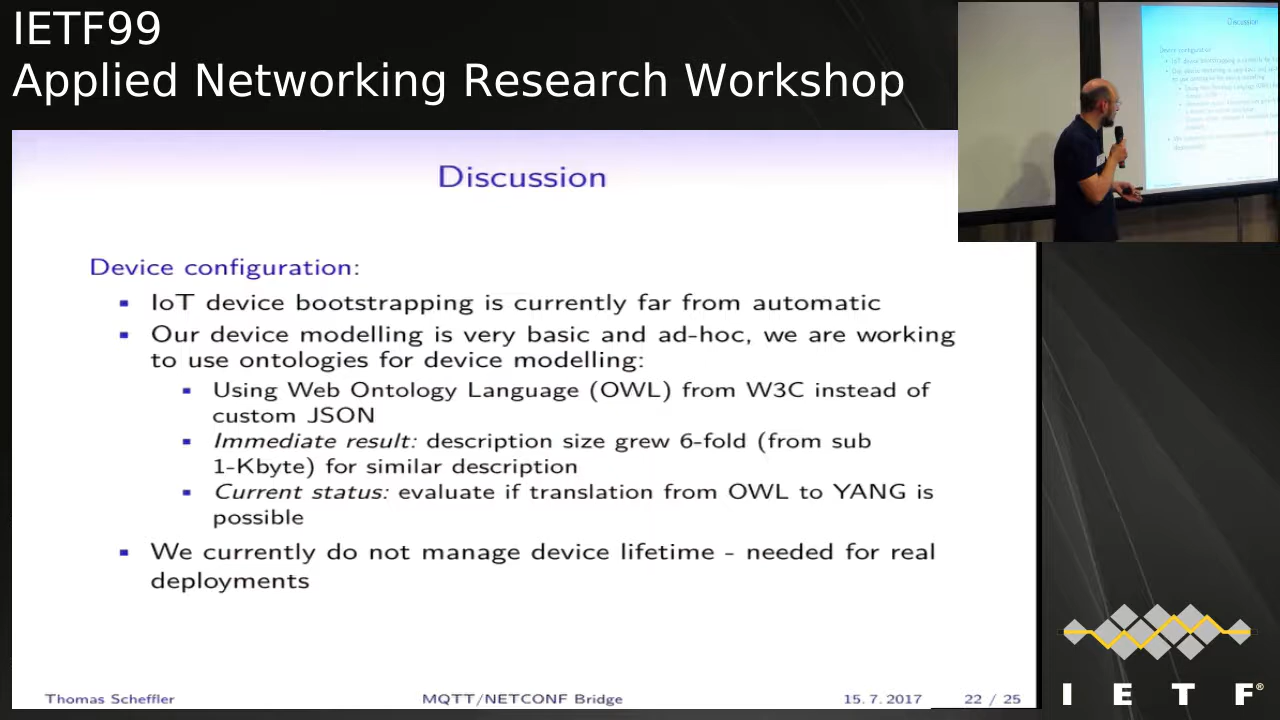 IETF99
Applied Networking Research Workshop
Discussion
Device configuration:
IoT device bootstrapping is currently far from automatic
Our device modelling is very basic and ad-hoc, we are working
to use ontologies for device modelling:
Using Web Ontology Language (OWL) from W3C instead of
custom JSON
Immediate result: description size grew 6-fold (from sub
1-Kbyte) for similar description
Current status: evaluate if translation from OWL to YANG is
possible
We currently do not manage device lifetime - needed for real
deployments
Thomas Scheffler
MQTT/NETCONF Bridge
15. 7. 2017
22 / 25
Discussion
Device configuration:
I E T F®